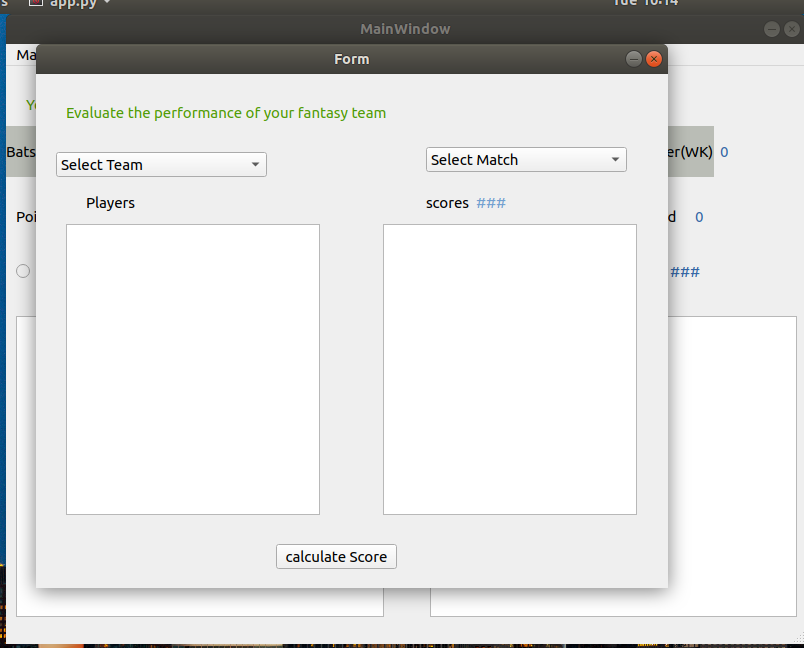 app.py
Tue 10:14
MainWindow
Ma
Form
Yo
Evaluate the performance of your fantasy team
Bats
Select Team
Select Match
er(WK) 0
Players
scores ###
Poi
d 0
###
calculate Score